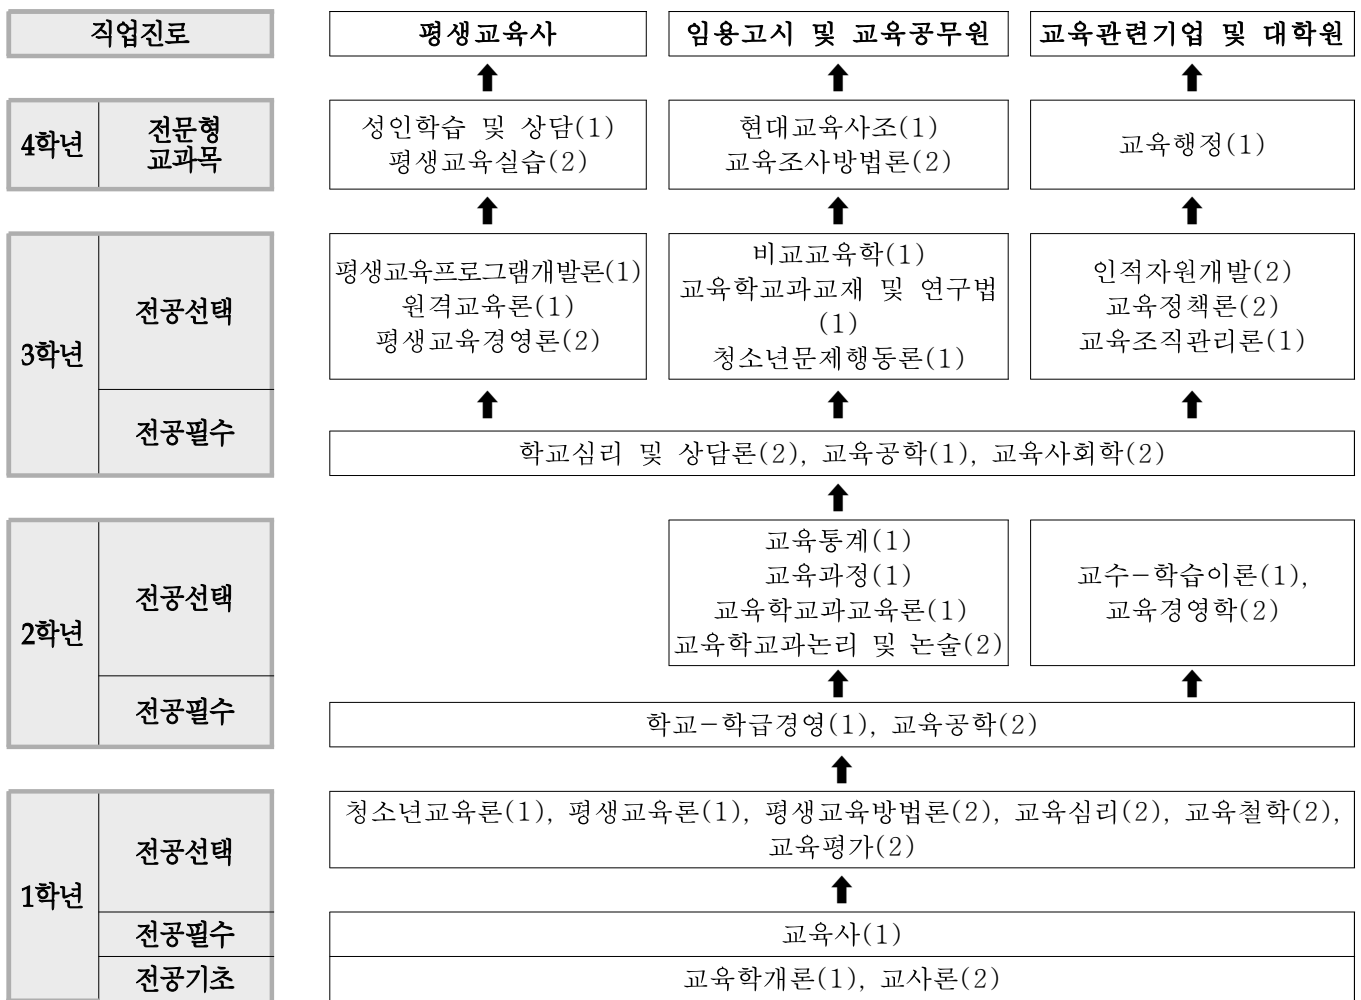 직업진로
평생교육사
임용고시 및 교육공무원
교육관련기업 및 대학원
4학년
전문형
교과목
성인학습 및 상담(1)
평생교육실습(2)
현대교육사조(1)
교육조사방법론(2)
교육행정(1)
3학년
전공선택
평생교육프로그램개발론(1)
원격교육론(1)
평생교육경영론(2)
비교교육학(1)
교육학교과교재 및 연구법
(1)
청소년문제행동론(1)
인적자원개발(2)
교육정책론(2)
교육조직관리론(1)
전공필수
학교심리 및 상담론(2), 교육공학(1), 교육사회학(2)
2학년
전공선택
교육통계(1)
교육과정(1)
교육학교과교육론(1)
교육학교과논리 및 논술(2)
교수-학습이론(1),
교육경영학(2)
전공필수
학교-학급경영(1), 교육공학(2)
1학년
전공선택
청소년교육론(1), 평생교육론(1), 평생교육방법론(2), 교육심리(2), 교육철학(2),
교육평가(2)
전공필수
교육사(1)
전공기초
교육학개론(1), 교사론(2)